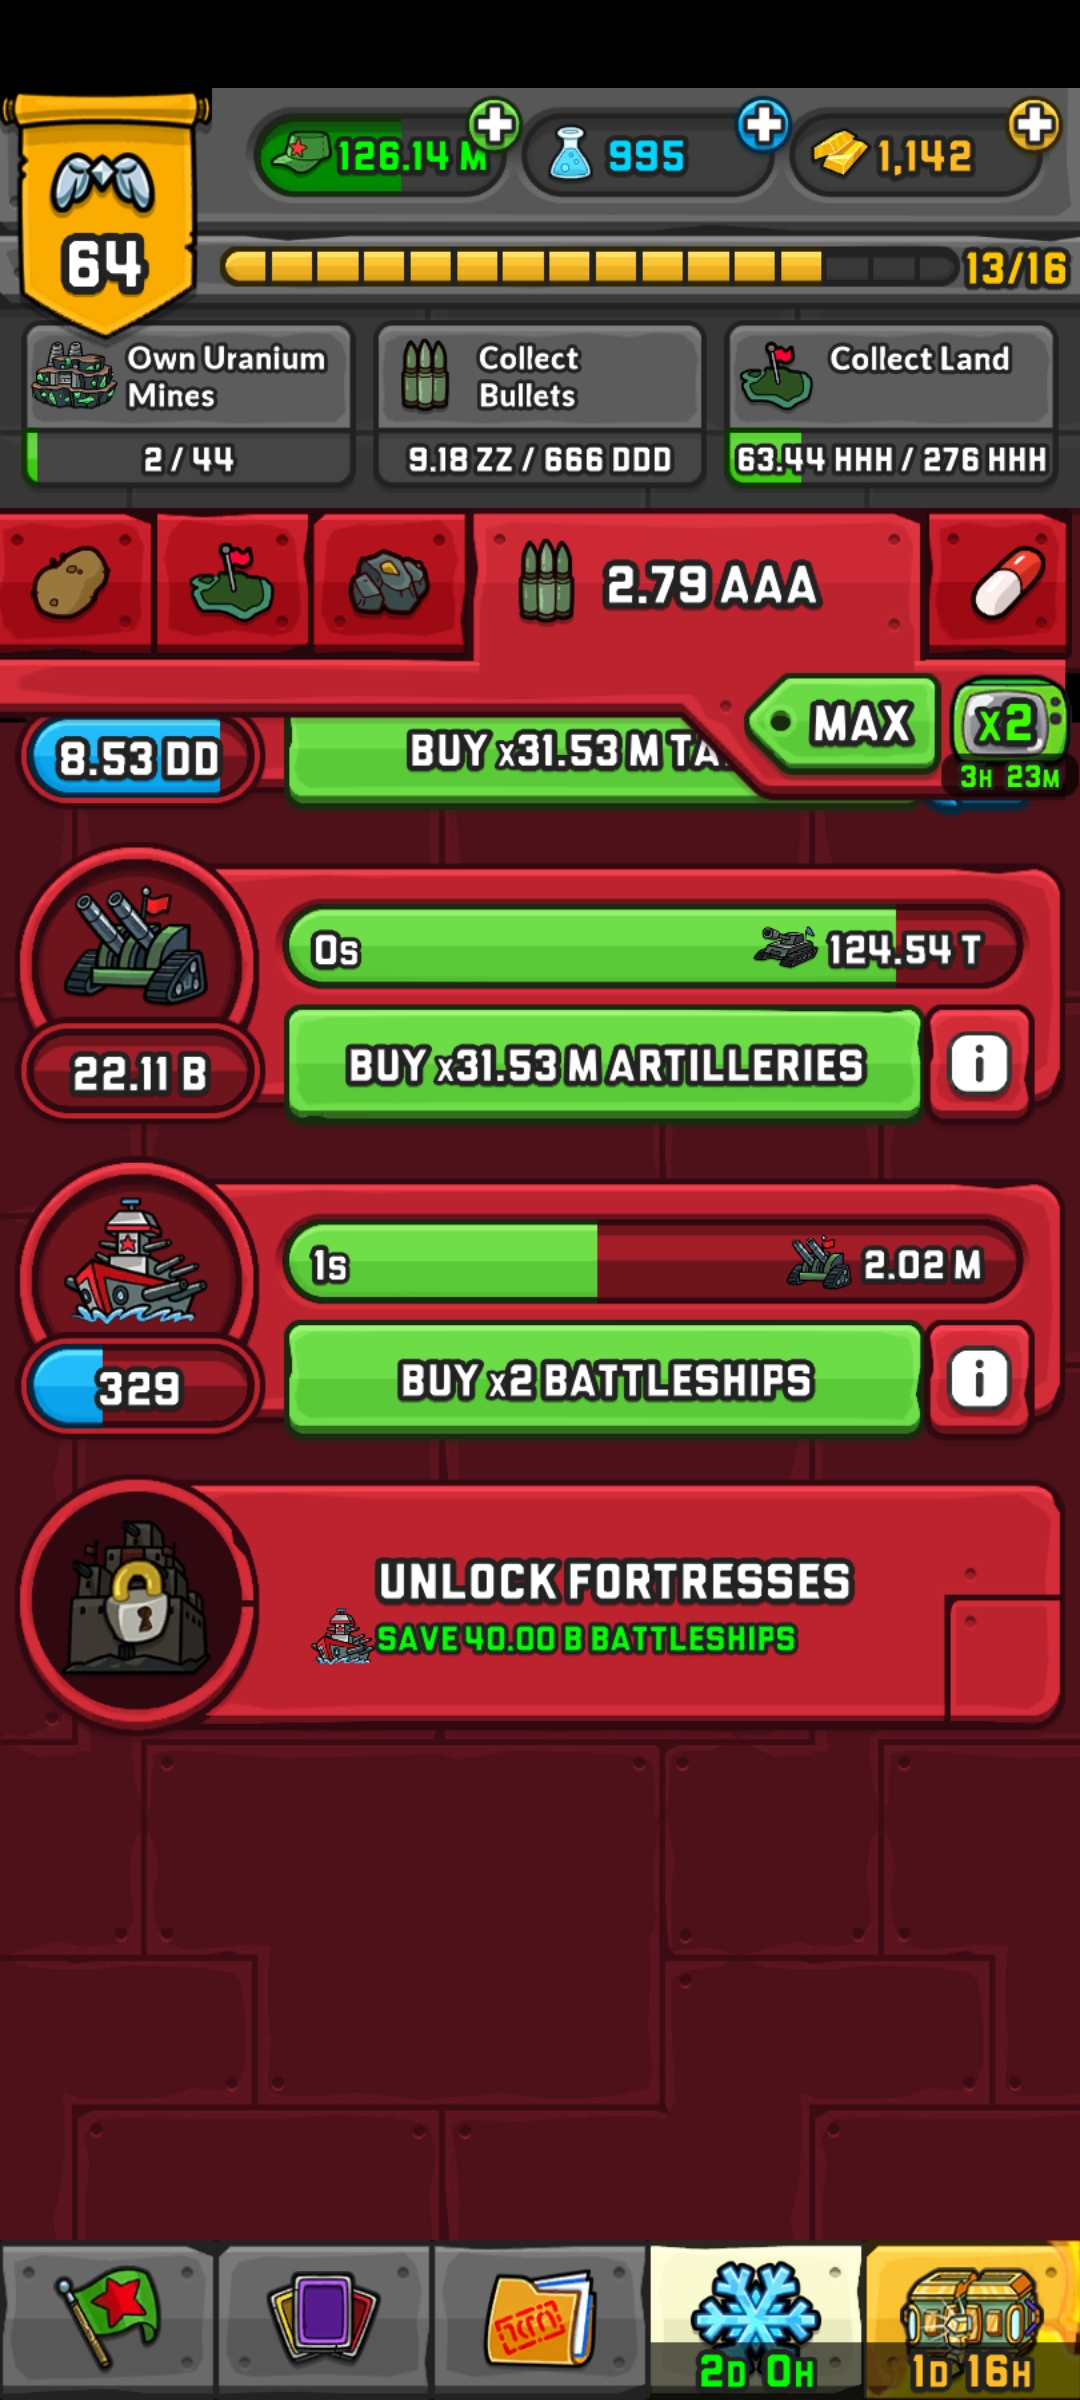 126.14 M
995
1,142
64
13/16
Own Uranium
Mines
Collect
Bullets
Collect Land
2 / 44
9.18 ZZ / 666 DDD
63.44 HHH / 276 HHH
2.79 AAA
MAX
x2
3H 23M
8.53 DD
BUY x31.53 M TA
0s
124.54 T
22.11 B
BUY x31.53 M ARTILLERIES
i
1s
2.02 M
329
BUY x2 BATTLESHIPS
i
UNLOCK FORTRESSES
SAVE 40.00 B BATTLESHIPS
2D 0H
1D 16H